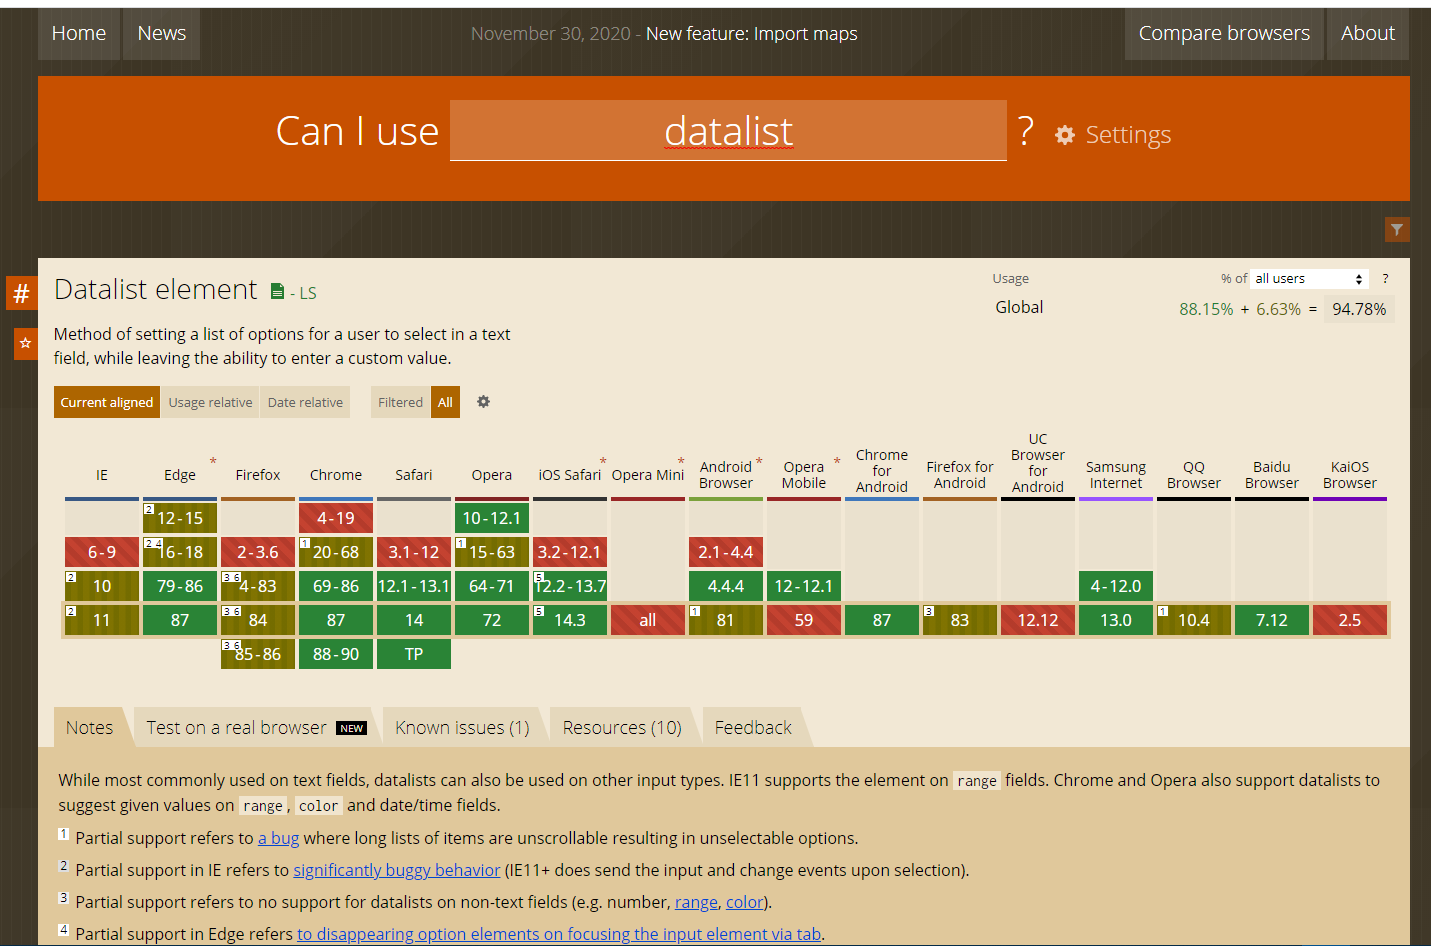 Home News November 30, 2020 - New feature: Import maps Compare browsers About
Can I use datalist ? Settings
# Datalist element - LS
Usage % of all users ?
Global 88.15% + 6.63% = 94.78%
Method of setting a list of options for a user to select in a text
field, while leaving the ability to enter a custom value.
Current aligned Usage relative Date relative Filtered All
IE Edge * Firefox Chrome Safari Opera iOS Safari * Opera Mini * Android Browser * Opera Mobile * Chrome for Android Firefox for Android UC Browser for Android Samsung Internet QQ Browser Baidu Browser KaiOS Browser
2 12-15 4-19 10-12.1
6-9 2 4 16-18 2-3.6 1 20-68 3.1-12 1 15-63 3.2-12.1 2.1-4.4
2 10 79-86 3 6 4-83 69-86 12.1-13.1 64-71 5 12.2-13.7 4.4.4 12-12.1 4-12.0
2 11 87 3 6 84 87 14 72 5 14.3 all 1 81 59 87 3 83 12.12 13.0 1 10.4 7.12 2.5
3 6 85-86 88-90 TP
Notes Test on a real browser NEW Known issues (1) Resources (10) Feedback
While most commonly used on text fields, datalists can also be used on other input types. IE11 supports the element on range fields. Chrome and Opera also support datalists to
suggest given values on range, color and date/time fields.
1 Partial support refers to a bug where long lists of items are unscrollable resulting in unselectable options.
2 Partial support in IE refers to significantly buggy behavior (IE11+ does send the input and change events upon selection).
3 Partial support refers to no support for datalists on non-text fields (e.g. number, range, color).
4 Partial support in Edge refers to disappearing option elements on focusing the input element via tab.